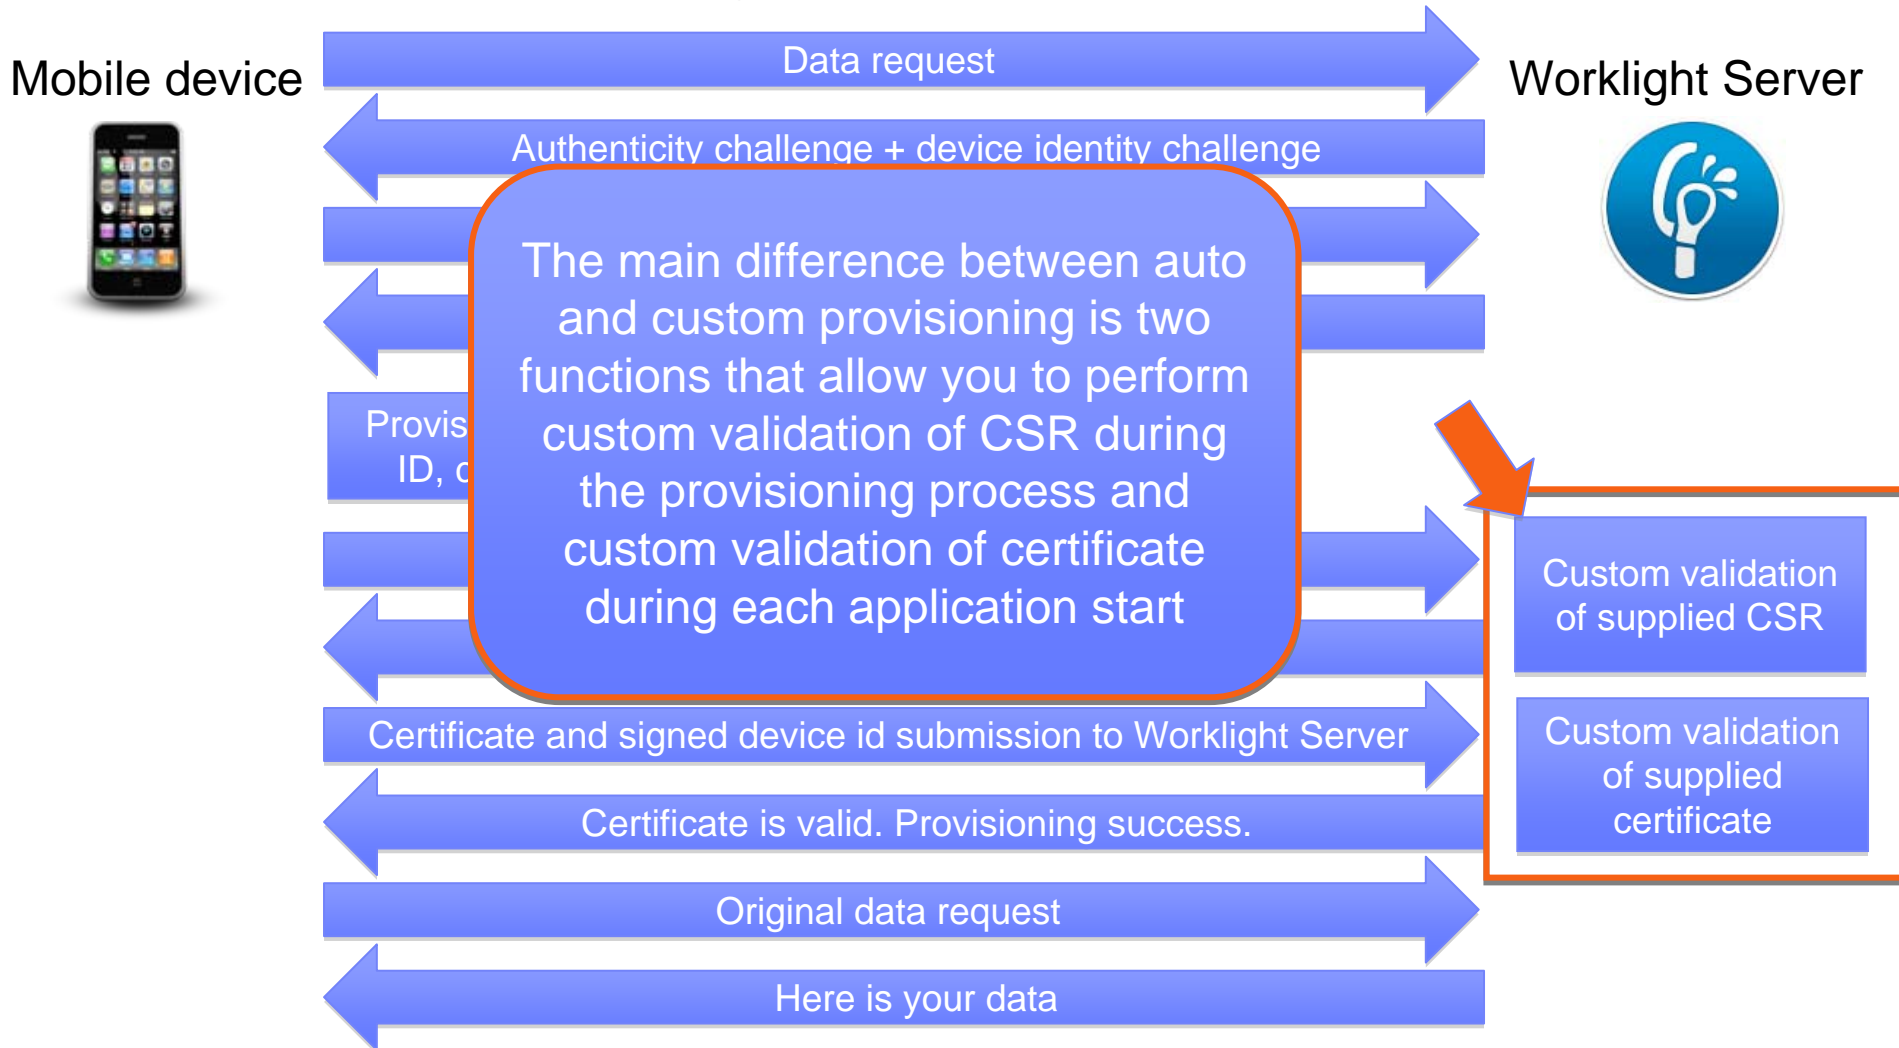 Data request
Mobile device
Worklight Server
Authenticity challenge + device identity challenge
The main difference between auto
and custom provisioning is two
functions that allow you to perform
custom validation of CSR during
the provisioning process and
custom validation of certificate
during each application start
ID,
Custom validation
of supplied CSR
Certificate and signed device id submission to Worklight Server
Custom validation
of supplied
certificate
Certificate is valid. Provisioning success.
Original data request
Here is your data